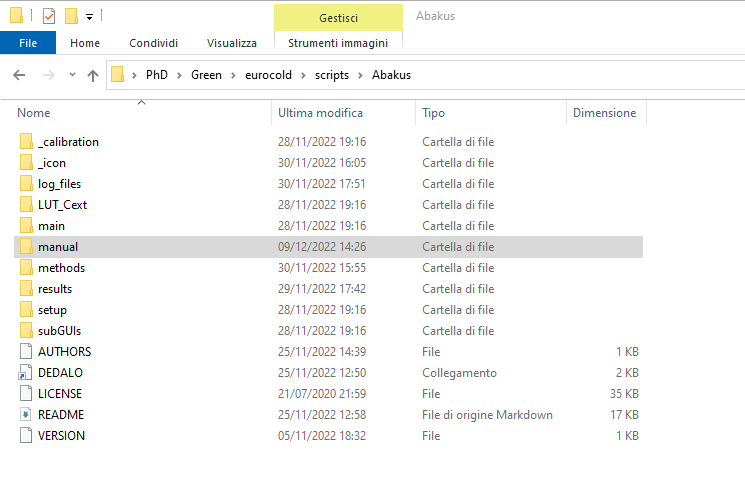 Gestisci Abakus
File Home Condividi Visualizza Strumenti immagini
PhD Green eurocold scripts Abakus
Nome Ultima modifica Tipo Dimensione
_calibration 28/11/2022 19:16 Cartella di file
_icon 30/11/2022 16:05 Cartella di file
log_files 30/11/2022 17:51 Cartella di file
LUT_Cext 28/11/2022 19:16 Cartella di file
main 28/11/2022 19:16 Cartella di file
manual 09/12/2022 14:26 Cartella di file
methods 30/11/2022 15:55 Cartella di file
results 29/11/2022 17:42 Cartella di file
setup 28/11/2022 19:16 Cartella di file
subGUIs 28/11/2022 19:16 Cartella di file
AUTHORS 25/11/2022 14:39 File 1 KB
DEDALO 25/11/2022 12:50 Collegamento 2 KB
LICENSE 21/07/2020 21:59 File 35 KB
README 25/11/2022 12:58 File di origine Markdown 17 KB
VERSION 05/11/2022 18:32 File 1 KB